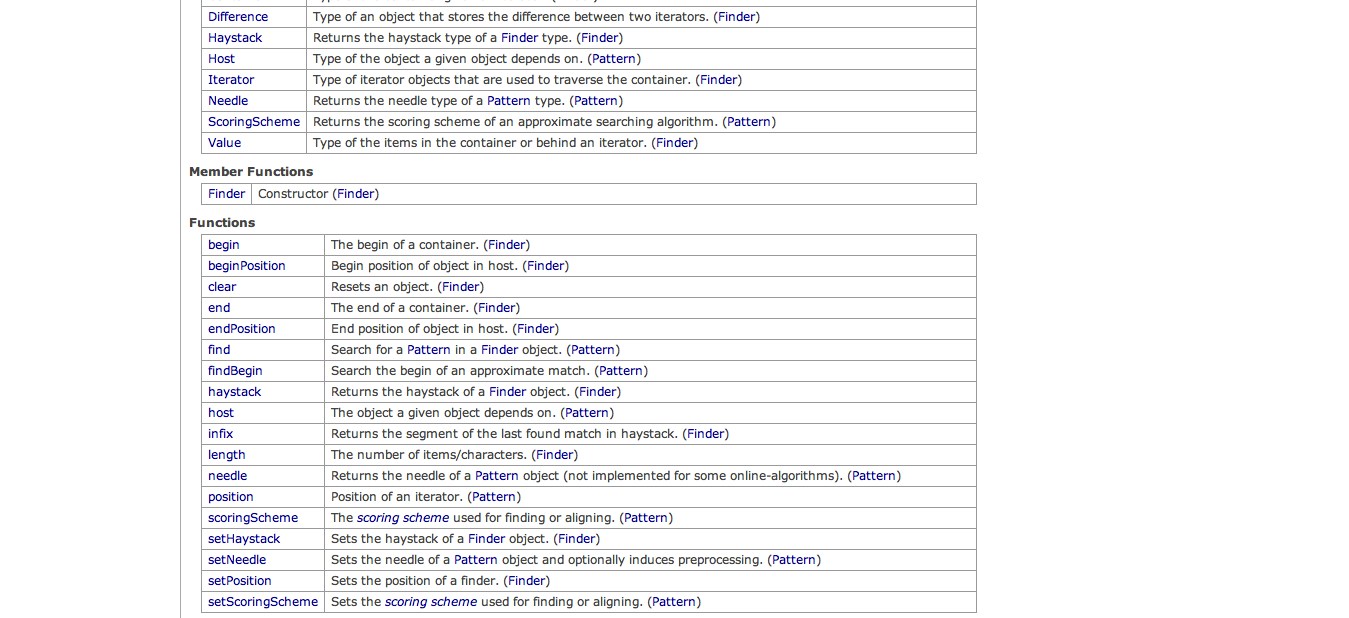 Difference Type of an object that stores the difference between two iterators. (Finder)
Haystack Returns the haystack type of a Finder type. (Finder)
Host Type of the object a given object depends on. (Pattern)
Iterator Type of iterator objects that are used to traverse the container. (Finder)
Needle Returns the needle type of a Pattern type. (Pattern)
ScoringScheme Returns the scoring scheme of an approximate searching algorithm. (Pattern)
Value Type of the items in the container or behind an iterator. (Finder)
Member Functions
Finder Constructor (Finder)
Functions
begin The begin of a container. (Finder)
beginPosition Begin position of object in host. (Finder)
clear Resets an object. (Finder)
end The end of a container. (Finder)
endPosition End position of object in host. (Finder)
find Search for a Pattern in a Finder object. (Pattern)
findBegin Search the begin of an approximate match. (Pattern)
haystack Returns the haystack of a Finder object. (Finder)
host The object a given object depends on. (Pattern)
infix Returns the segment of the last found match in haystack. (Finder)
length The number of items/characters. (Finder)
needle Returns the needle of a Pattern object (not implemented for some online-algorithms). (Pattern)
position Position of an iterator. (Pattern)
scoringScheme The scoring scheme used for finding or aligning. (Pattern)
setHaystack Sets the haystack of a Finder object. (Finder)
setNeedle Sets the needle of a Pattern object and optionally induces preprocessing. (Pattern)
setPosition Sets the position of a finder. (Finder)
setScoringScheme Sets the scoring scheme used for finding or aligning. (Pattern)